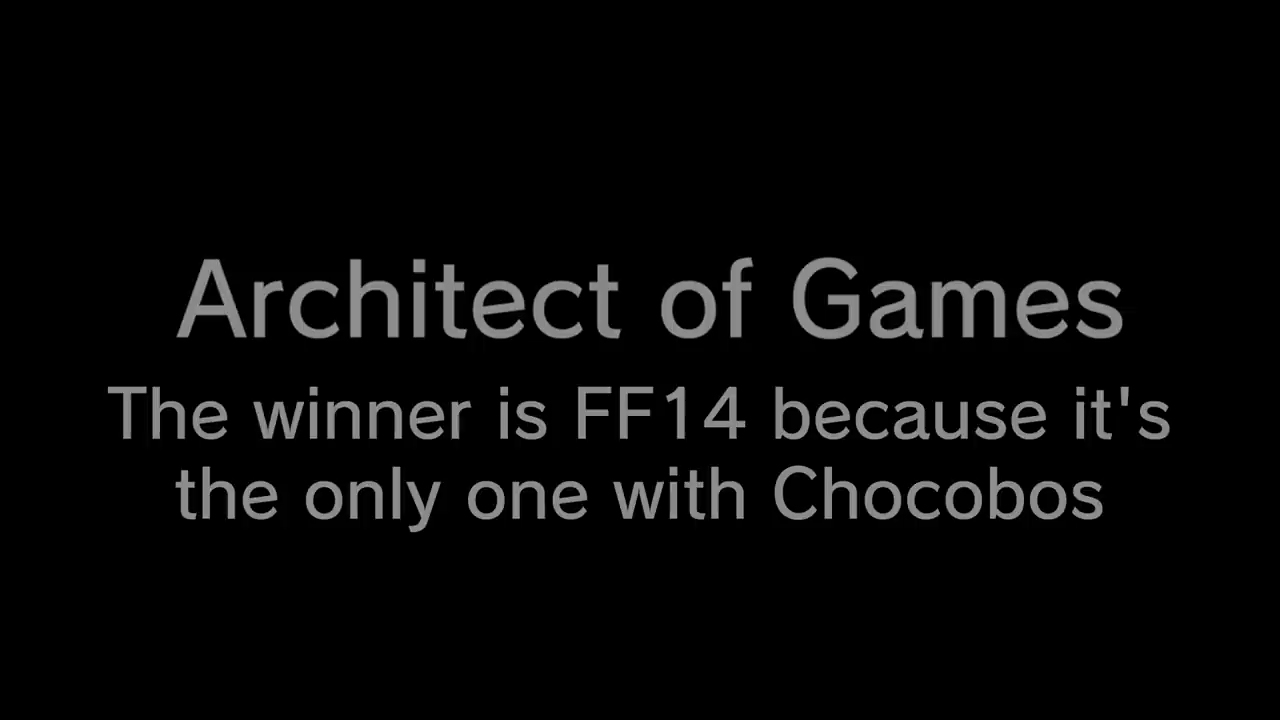 Architect of Games
The winner is FF14 because it's
the only one with Chocobos